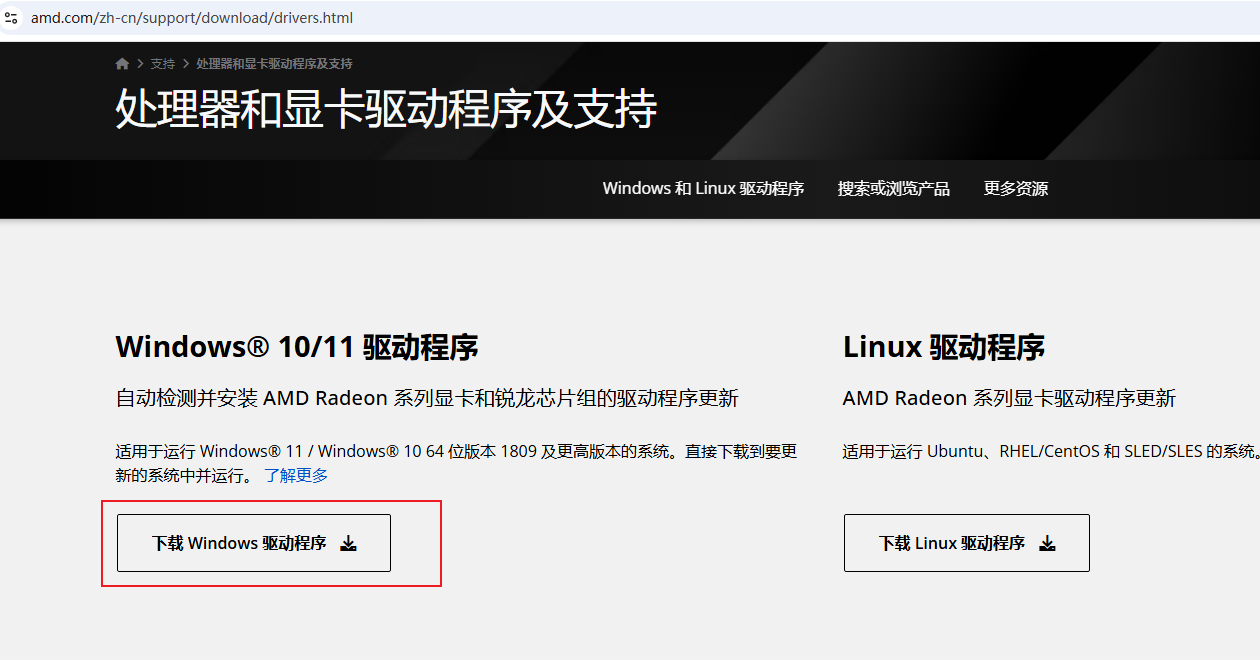 amd.com/zh-cn/support/download/drivers.html
支持 > 处理器和显卡驱动程序及支持
处理器和显卡驱动程序及支持
Windows 和 Linux 驱动程序 搜索或浏览产品 更多资源
Windows® 10/11 驱动程序
自动检测并安装 AMD Radeon 系列显卡和锐龙芯片组的驱动程序更新
适用于运行 Windows® 11 / Windows® 10 64 位版本 1809 及更高版本的系统。直接下载到要更
新的系统中并运行。 了解更多
下载 Windows 驱动程序
Linux 驱动程序
AMD Radeon 系列显卡驱动程序更新
适用于运行 Ubuntu、RHEL/CentOS 和 SLED/SLES 的系统。
下载 Linux 驱动程序